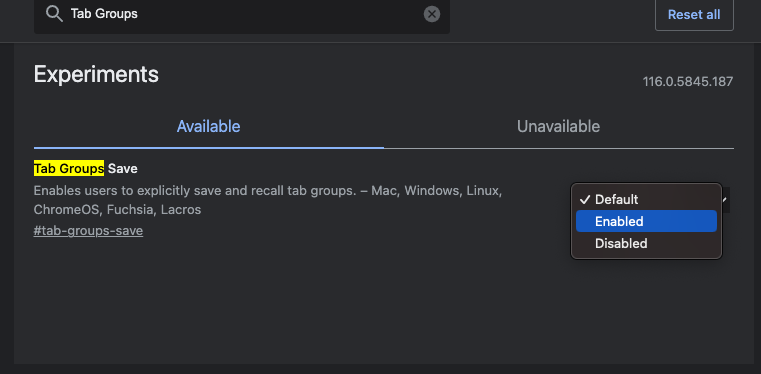 Tab Groups
Reset all
Experiments
116.0.5845.187
Available
Unavailable
Tab Groups Save
Enables users to explicitly save and recall tab groups. – Mac, Windows, Linux,
ChromeOS, Fuchsia, Lacros
#tab-groups-save
✓ Default
Enabled
Disabled